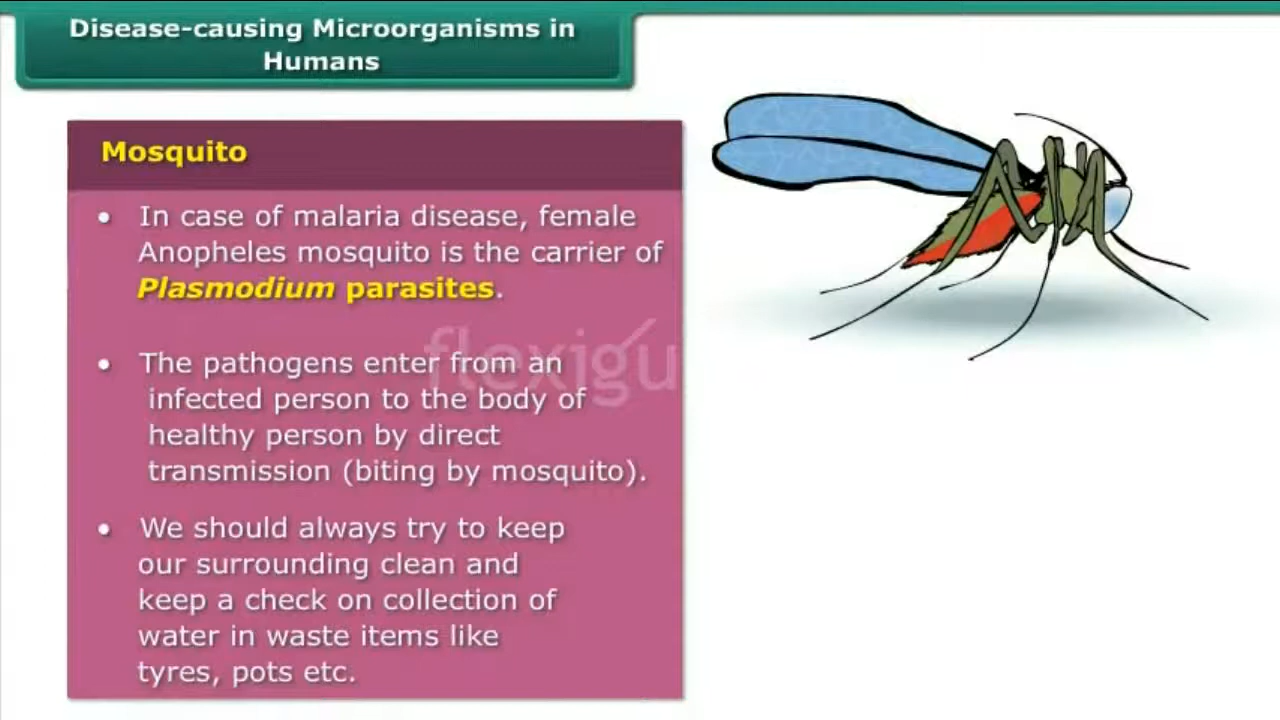 Disease-causing Microorganisms in
Humans
Mosquito
• In case of malaria disease, female
Anopheles mosquito is the carrier of
Plasmodium parasites.
• The pathogens enter from an
infected person to the body of
healthy person by direct
transmission (biting by mosquito).
• We should always try to keep
our surrounding clean and
keep a check on collection of
water in waste items like
tyres, pots etc.
flexigu